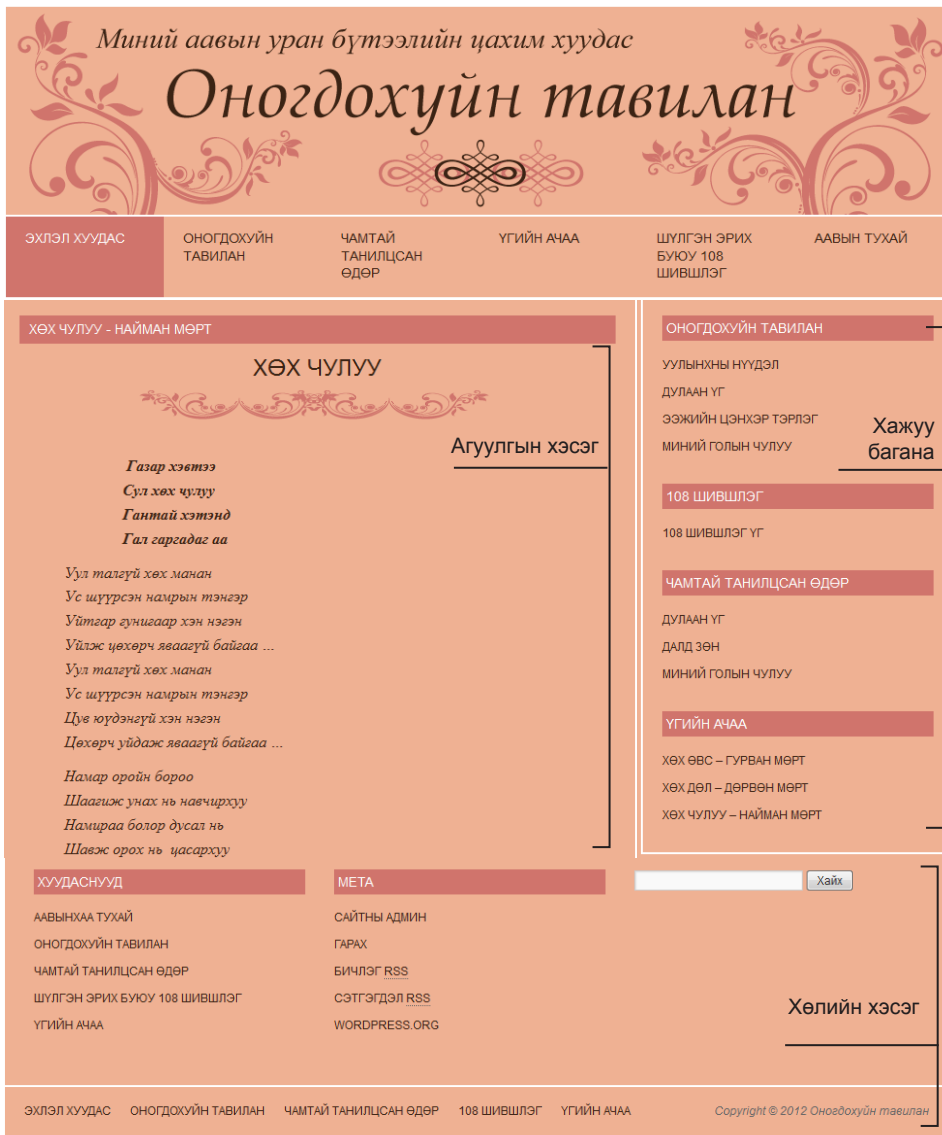 Миний аавын уран бүтээлийн цахим хуудас
Оногдохуйн тавилан
ЭХЛЭЛ ХУУДАС
ОНОГДОХУЙН
ТАВИЛАН
ЧАМТАЙ
ТАНИЛЦСАН
ӨДӨР
ҮГИЙН АЧАА
ШҮЛГЭН ЭРИХ
БУЮУ 108
ШИВШЛЭГ
ААВЫН ТУХАЙ
ХӨХ ЧУЛУУ - НАЙМАН МӨРТ
ХӨХ ЧУЛУУ
Агуулгын хэсэг
Газар хэвтээ
Сул хөх чулуу
Гантай хэтэнд
Гал гаргадаг аа
Уул талгүй хөх манан
Ус шүүрсэн намрын тэнгэр
Уйтгар гунигаар хэн нэгэн
Уйлж цөхөрч яваагүй байгаа ...
Уул талгүй хөх манан
Ус шүүрсэн намрын тэнгэр
Цув юүдэнгүй хэн нэгэн
Цөхөрч уйдаж яваагүй байгаа ...
Намар оройн бороо
Шаагиж унах нь навчирхуу
Намираа болор дусал нь
Шавж орох нь цасархуу
ОНОГДОХУЙН ТАВИЛАН
УУЛЫНХНЫ НҮҮДЭЛ
ДУЛААН ҮГ
ЭЭЖИЙН ЦЭНХЭР ТЭРЛЭГ
МИНИЙ ГОЛЫН ЧУЛУУ
Хажуу
багана
108 ШИВШЛЭГ
108 ШИВШЛЭГ ҮГ
ЧАМТАЙ ТАНИЛЦСАН ӨДӨР
ДУЛААН ҮГ
ДАЛД ЗӨН
МИНИЙ ГОЛЫН ЧУЛУУ
ҮГИЙН АЧАА
ХӨХ ӨВС – ГУРВАН МӨРТ
ХӨХ ДӨЛ – ДӨРВӨН МӨРТ
ХӨХ ЧУЛУУ – НАЙМАН МӨРТ
ХУУДАСНУУД
ААВЫНХАА ТУХАЙ
ОНОГДОХУЙН ТАВИЛАН
ЧАМТАЙ ТАНИЛЦСАН ӨДӨР
ШҮЛГЭН ЭРИХ БУЮУ 108 ШИВШЛЭГ
ҮГИЙН АЧАА
МЕТА
САЙТНЫ АДМИН
ГАРАХ
БИЧЛЭГ RSS
СЭТГЭГДЭЛ RSS
WORDPRESS.ORG
Хайх
Хөлийн хэсэг
ЭХЛЭЛ ХУУДАС ОНОГДОХУЙН ТАВИЛАН ЧАМТАЙ ТАНИЛЦСАН ӨДӨР 108 ШИВШЛЭГ ҮГИЙН АЧАА Copyright © 2012 Оногдохуйн тавилан